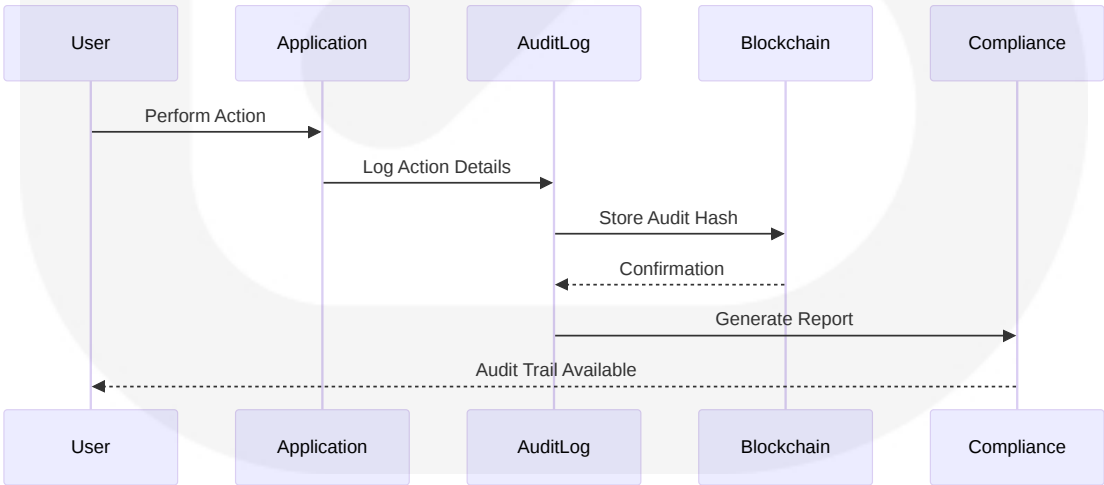 User
Application
AuditLog
Blockchain
Compliance
Perform Action
Log Action Details
Store Audit Hash
Confirmation
Generate Report
Audit Trail Available
User
Application
AuditLog
Blockchain
Compliance